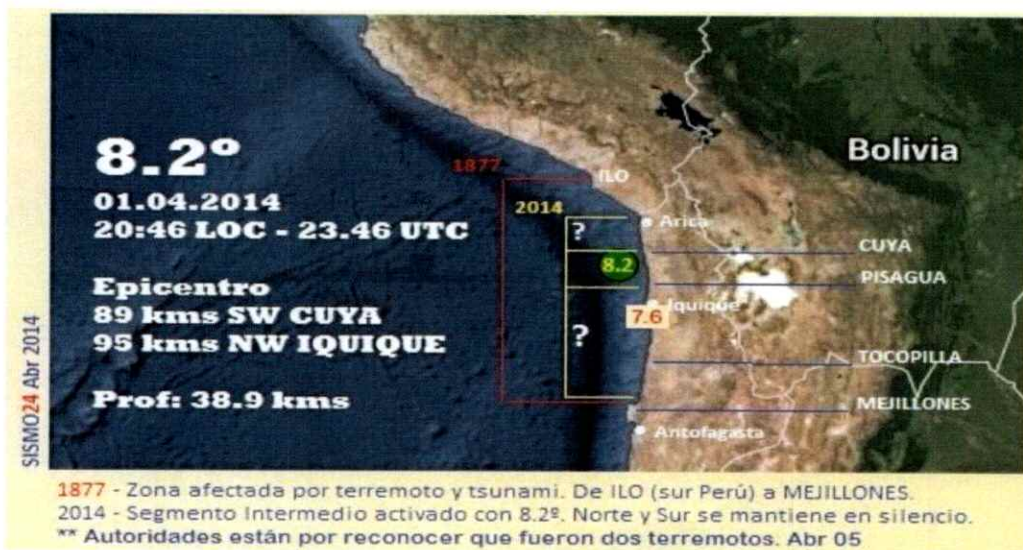 8.2º
01.04.2014
20:46 LOC - 23.46 UTC
Epicentro
89 kms SW CUYA
95 kms NW IQUIQUE
Prof: 38.9 kms
SISMO24 Abr 2014
1877
ILO
2014
?
8.2
?
7.6
Bolivia
Arica
CUYA
PISAGUA
Iquique
TOCOPILLA
MEJILLONES
Antofagasta
1877 - Zona afectada por terremoto y tsunami. De ILO (sur Perú) a MEJILLONES.
2014 - Segmento Intermedio activado con 8.2º. Norte y Sur se mantiene en silencio.
** Autoridades están por reconocer que fueron dos terremotos. Abr 05